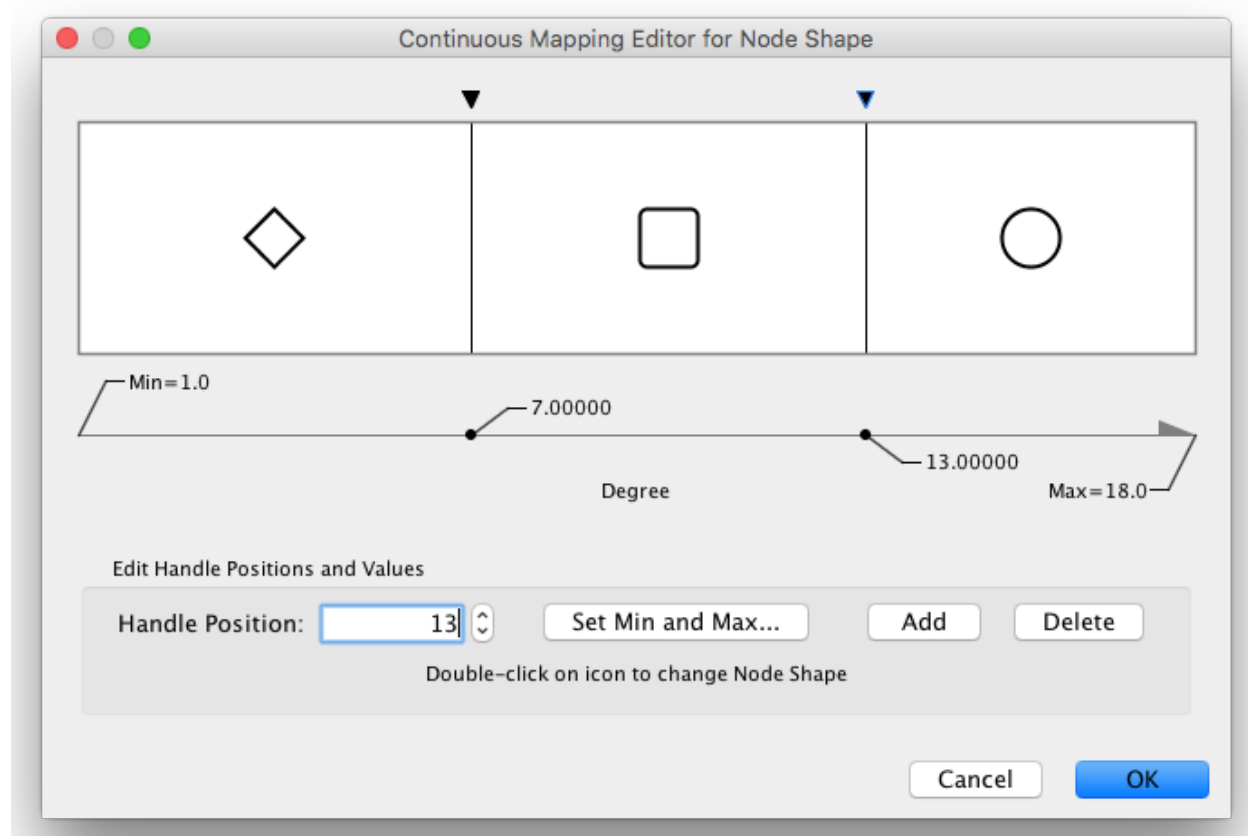 Continuous Mapping Editor for Node Shape
Min=1.0
7.00000
13.00000
Degree
Max=18.0
Edit Handle Positions and Values
Handle Position: 13 Set Min and Max... Add Delete
Double-click on icon to change Node Shape
Cancel OK